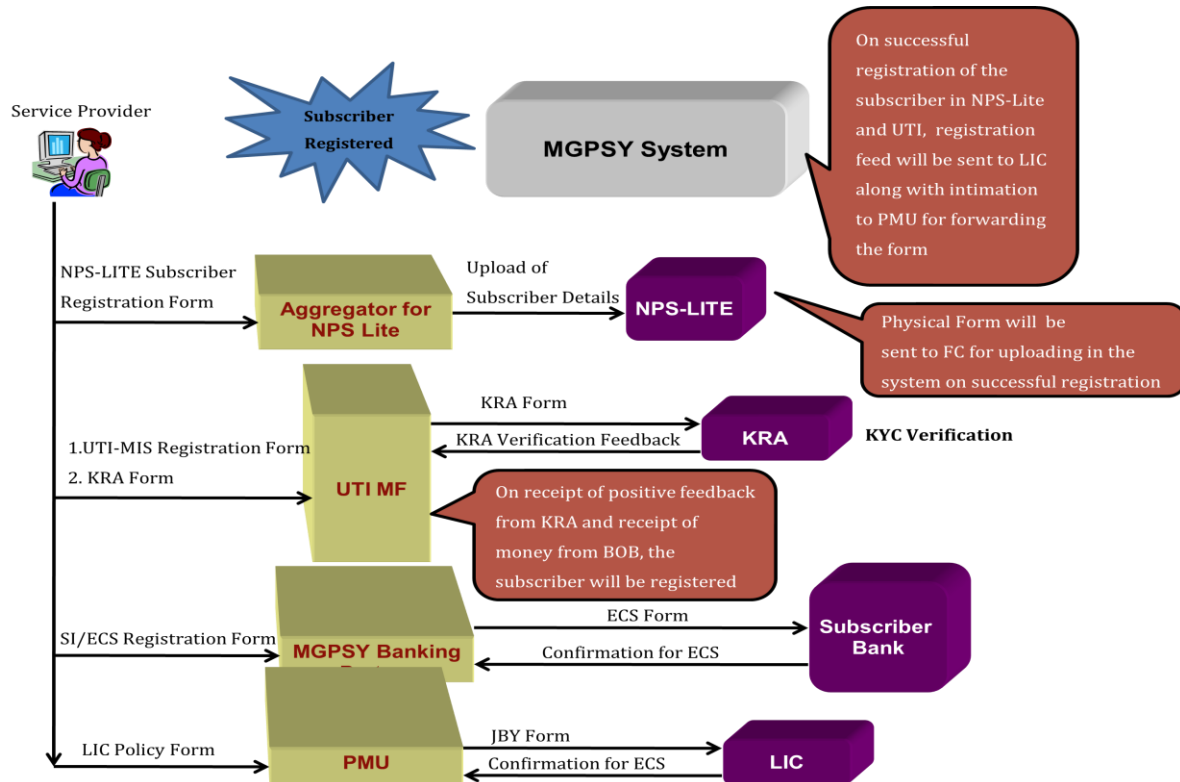 Service Provider
Subscriber
Registered
MGPSY System
On successful
registration of the
subscriber in NPS-Lite
and UTI, registration
feed will be sent to LIC
along with intimation
to PMU for forwarding
the form
NPS-LITE Subscriber
Registration Form
Aggregator for
NPS Lite
Upload of
Subscriber Details
NPS-LITE
Physical Form will be
sent to FC for uploading in the
system on successful registration
1.UTI-MIS Registration Form
2. KRA Form
UTI MF
KRA Form
KRA Verification Feedback
KRA
KYC Verification
On receipt of positive feedback
from KRA and receipt of
money from BOB, the
subscriber will be registered
SI/ECS Registration Form
MGPSY Banking
ECS Form
Confirmation for ECS
Subscriber
Bank
LIC Policy Form
PMU
JBY Form
Confirmation for ECS
LIC